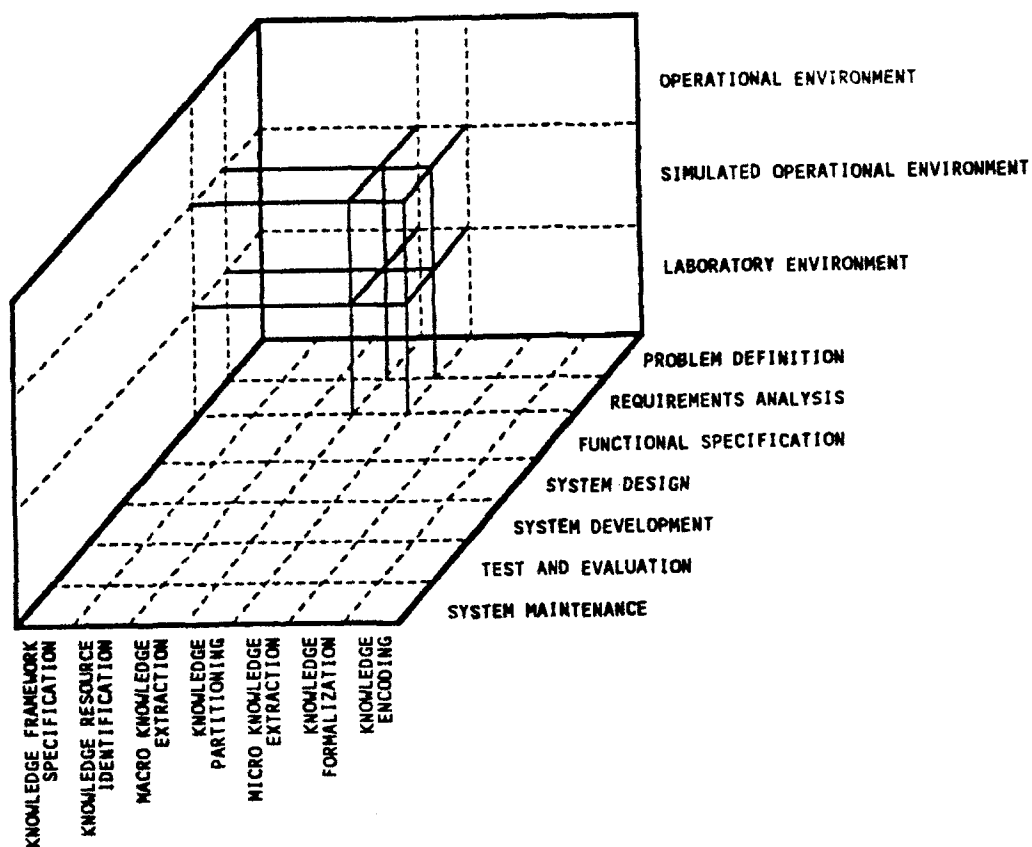 OPERATIONAL ENVIRONMENT
SIMULATED OPERATIONAL ENVIRONMENT
LABORATORY ENVIRONMENT
PROBLEM DEFINITION
REQUIREMENTS ANALYSIS
FUNCTIONAL SPECIFICATION
SYSTEM DESIGN
SYSTEM DEVELOPMENT
TEST AND EVALUATION
SYSTEM MAINTENANCE
KNOWLEDGE FRAMEWORK
SPECIFICATION
KNOWLEDGE RESOURCE
IDENTIFICATION
MACRO KNOWLEDGE
EXTRACTION
KNOWLEDGE
PARTITIONING
MICRO KNOWLEDGE
EXTRACTION
KNOWLEDGE
FORMALIZATION
KNOWLEDGE
ENCODING